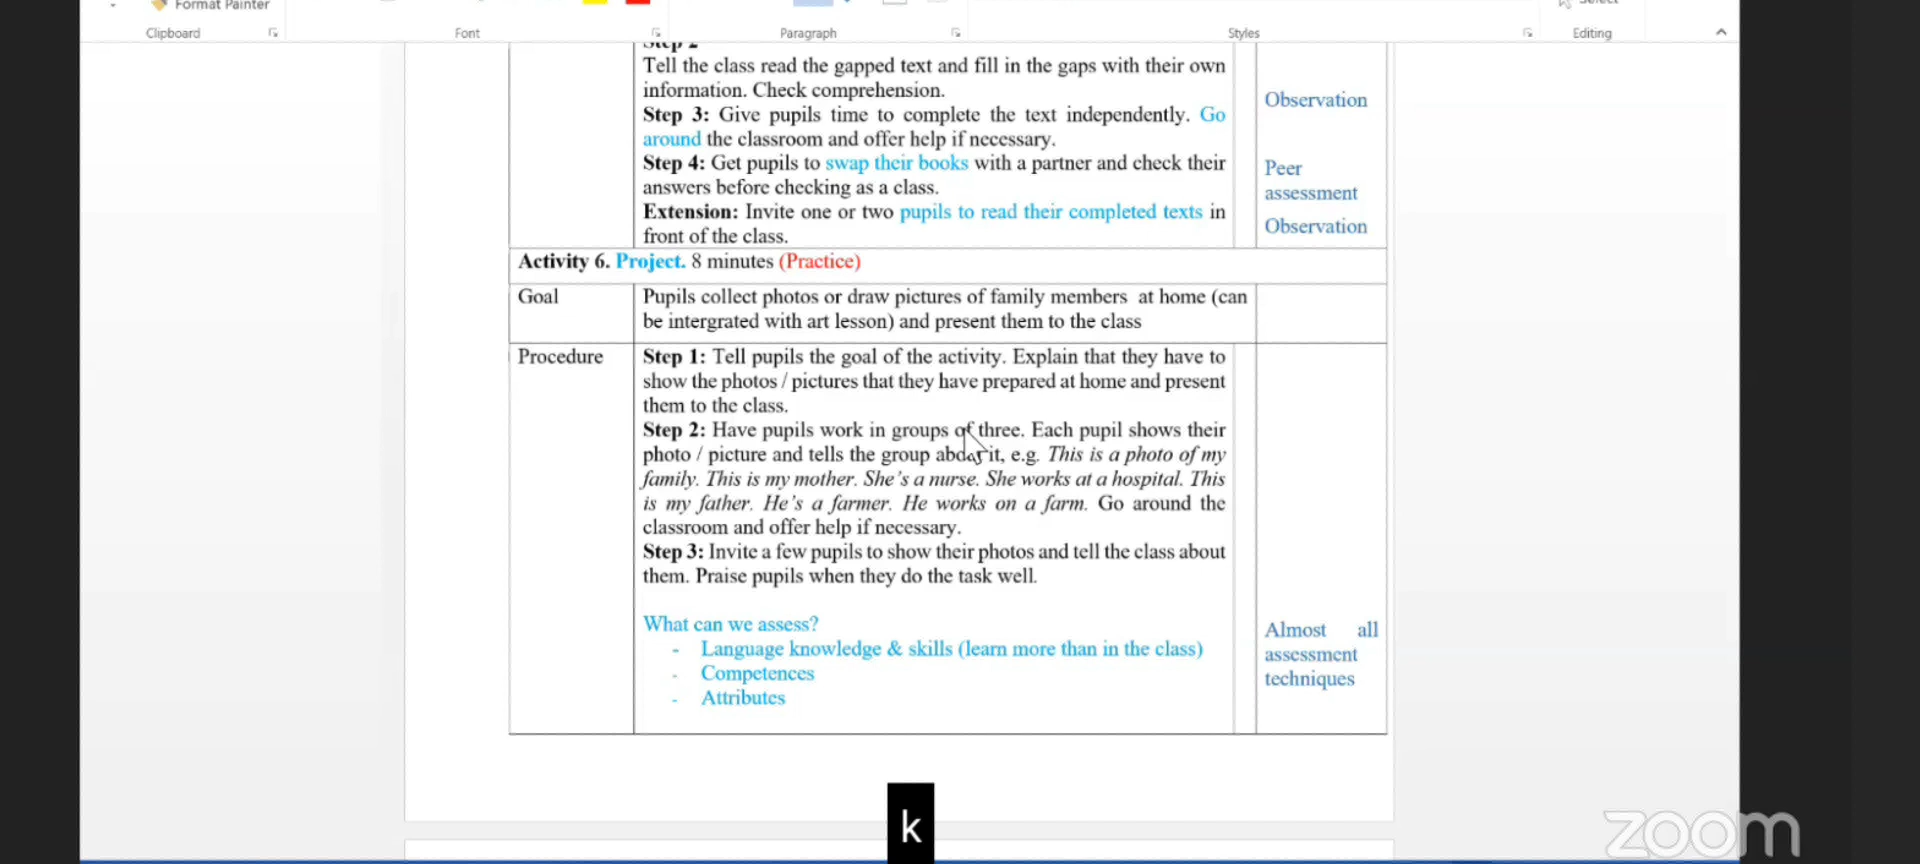 Format Painter
Select
Clipboard
Font
Paragraph
Styles
Editing
Step 2
Tell the class read the gapped text and fill in the gaps with their own
information. Check comprehension.
Step 3: Give pupils time to complete the text independently. Go
around the classroom and offer help if necessary.
Step 4: Get pupils to swap their books with a partner and check their
answers before checking as a class.
Extension: Invite one or two pupils to read their completed texts in
front of the class.
Observation
Peer
assessment
Observation
Activity 6. Project. 8 minutes (Practice)
Goal
Pupils collect photos or draw pictures of family members at home (can
be intergrated with art lesson) and present them to the class
Procedure
Step 1: Tell pupils the goal of the activity. Explain that they have to
show the photos / pictures that they have prepared at home and present
them to the class.
Step 2: Have pupils work in groups of three. Each pupil shows their
photo / picture and tells the group about it, e.g. This is a photo of my
family. This is my mother. She's a nurse. She works at a hospital. This
is my father. He's a farmer. He works on a farm. Go around the
classroom and offer help if necessary.
Step 3: Invite a few pupils to show their photos and tell the class about
them. Praise pupils when they do the task well.
What can we assess?
- Language knowledge & skills (learn more than in the class)
- Competences
- Attributes
Almost all
assessment
techniques
k
zoom